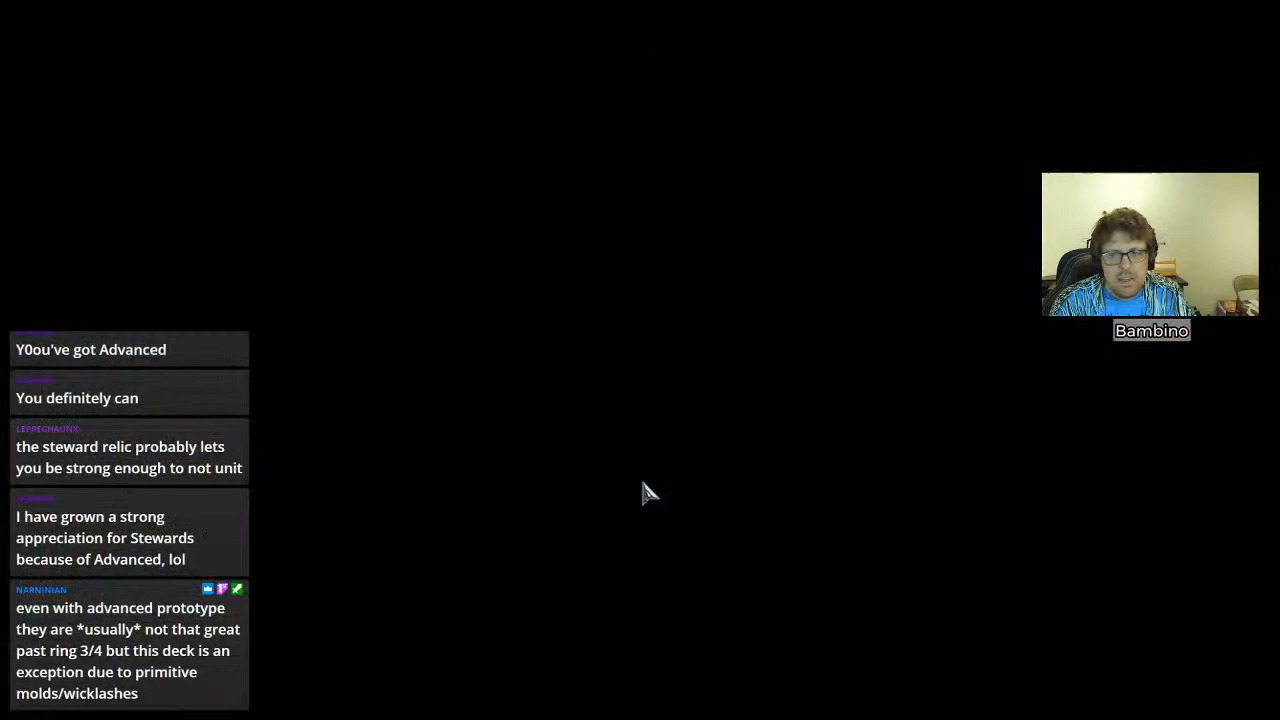 Y0ou've got Advanced
You definitely can
LEPRECHAUNX
the steward relic probably lets
you be strong enough to not unit
I have grown a strong
appreciation for Stewards
because of Advanced, lol
NARNINIAN
even with advanced prototype
they are *usually* not that great
past ring 3/4 but this deck is an
exception due to primitive
molds/wicklashes
Bambino